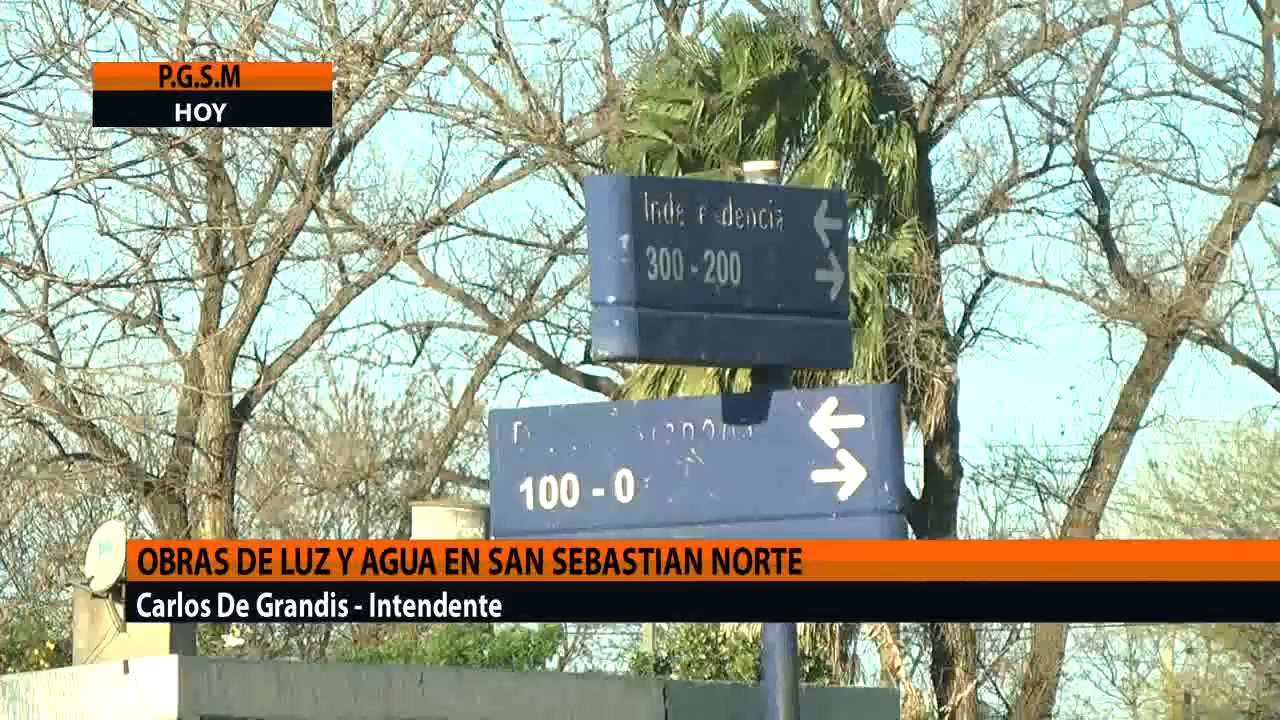 P.G.S.M
HOY
300 - 200
100 - 0
OBRAS DE LUZ Y AGUA EN SAN SEBASTIAN NORTE
Carlos De Grandis - Intendente